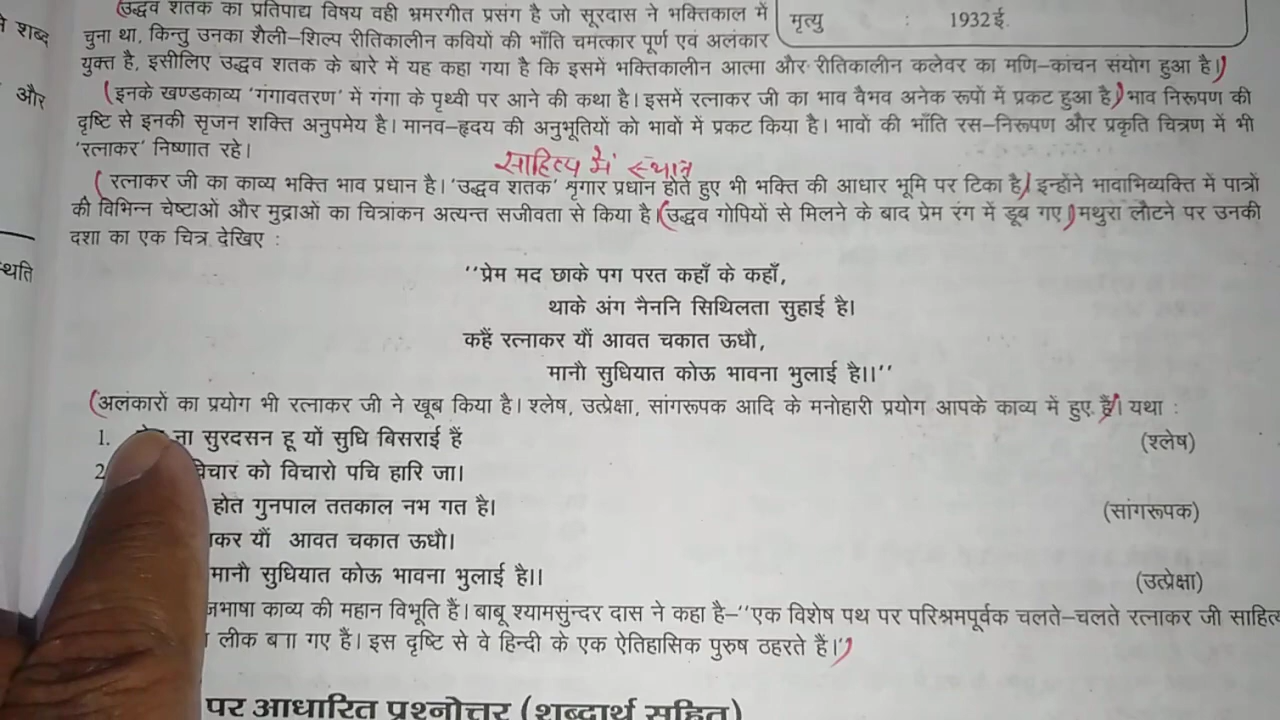 शब्द
और
थति
मृत्यु : 1932ई.
(उद्धव शतक का प्रतिपाद्य विषय वही भ्रमरगीत प्रसंग है जो सूरदास ने भक्तिकाल में
चुना था, किन्तु उनका शैली–शिल्प रीतिकालीन कवियों की भाँति चमत्कार पूर्ण एवं अलंकार
युक्त है, इसीलिए उद्धव शतक के बारे में यह कहा गया है कि इसमें भक्तिकालीन आत्मा और रीतिकालीन कलेवर का मणि–कांचन संयोग हुआ है।)
(इनके खण्डकाव्य 'गंगावतरण' में गंगा के पृथ्वी पर आने की कथा है। इसमें रत्नाकर जी का भाव वैभव अनेक रूपों में प्रकट हुआ है) भाव निरूपण की
दृष्टि से इनकी सृजन शक्ति अनुपमेय है। मानव–हृदय की अनुभूतियों को भावों में प्रकट किया है। भावों की भाँति रस–निरूपण और प्रकृति चित्रण में भी
'रत्नाकर' निष्णात रहे।
साहित्य में स्थान
(रत्नाकर जी का काव्य भक्ति भाव प्रधान है। 'उद्धव शतक' शृगार प्रधान होते हुए भी भक्ति की आधार भूमि पर टिका है) इन्होंने भावाभिव्यक्ति में पात्रों
की विभिन्न चेष्टाओं और मुद्राओं का चित्रांकन अत्यन्त सजीवता से किया है। (उद्धव गोपियों से मिलने के बाद प्रेम रंग में डूब गए) मथुरा लौटने पर उनकी
दशा का एक चित्र देखिए :
''प्रेम मद छाके पग परत कहाँ के कहाँ,
थाके अंग नैननि सिथिलता सुहाई है।
कहैं रत्नाकर यौं आवत चकात ऊधौ,
मानौ सुधियात कोऊ भावना भुलाई है।।''
(अलंकारों का प्रयोग भी रत्नाकर जी ने खूब किया है। श्लेष, उत्प्रेक्षा, सांगरूपक आदि के मनोहारी प्रयोग आपके काव्य में हुए हैं)। यथा :
1. ना सुरदसन हू यों सुधि बिसराई हैं (श्लेष)
2 विचार को विचारो पचि हारि जा।
होत गुनपाल ततकाल नभ गत है। (सांगरूपक)
यौं आवत चकात ऊधौ।
मानौ सुधियात कोऊ भावना भुलाई है।। (उत्प्रेक्षा)
काव्य की महान विभूति हैं। बाबू श्यामसुंन्दर दास ने कहा है–''एक विशेष पथ पर परिश्रमपूर्वक चलते–चलते रत्नाकर जी
लीक बना गए हैं। इस दृष्टि से वे हिन्दी के एक ऐतिहासिक पुरुष ठहरते हैं।'')
पर आधारित प्रश्नोत्तर (शब्दार्थ सहित)